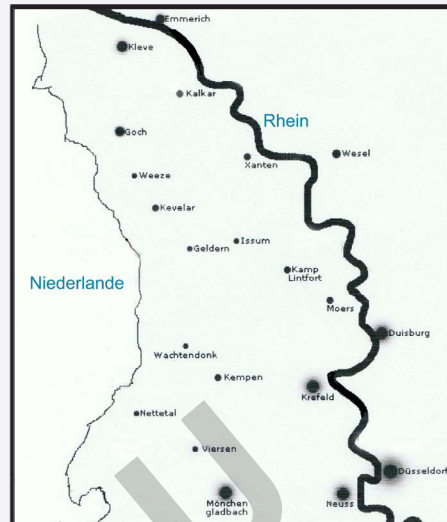 Emmerich
Kleve
Kalkar
Rhein
Goch
Wesel
Xanten
Weeze
Kevelar
Issum
Geldern
Kamp
Lintfort
Niederlande
Moers
Duisburg
Wachtendonk
Kempen
Krefeld
Nettetal
Viersen
Düsseldorf
Mönchen
gladbach
Neuss